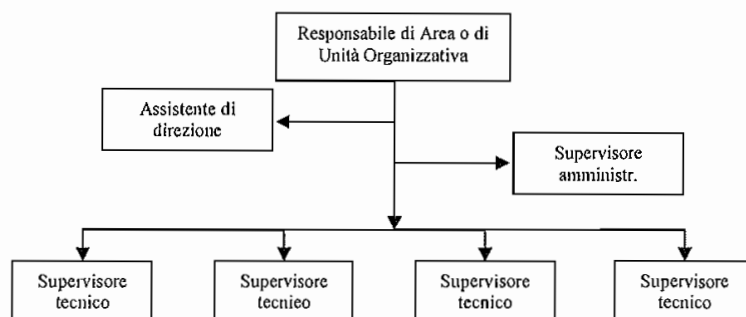 Responsabile di Area o di
Unità Organizzativa
Assistente di
direzione
Supervisore
amministr.
Supervisore
tecnico
Supervisore
tecnieo
Supervisore
tecnico
Supervisore
tecnico